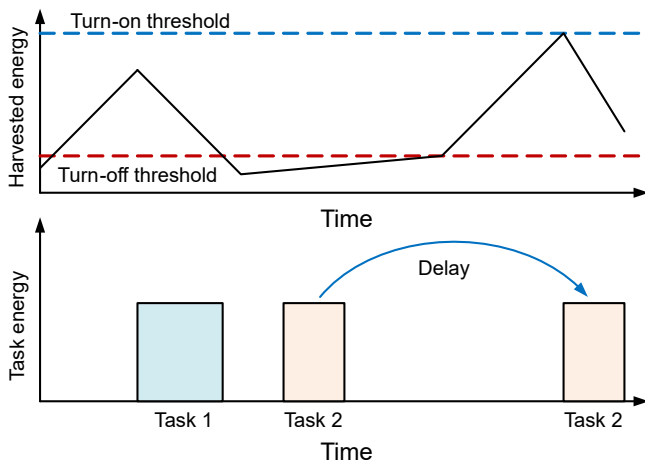 Turn-on threshold
Harvested energy
Turn-off threshold
Time
Task energy
Delay
Task 1
Task 2
Task 2
Time